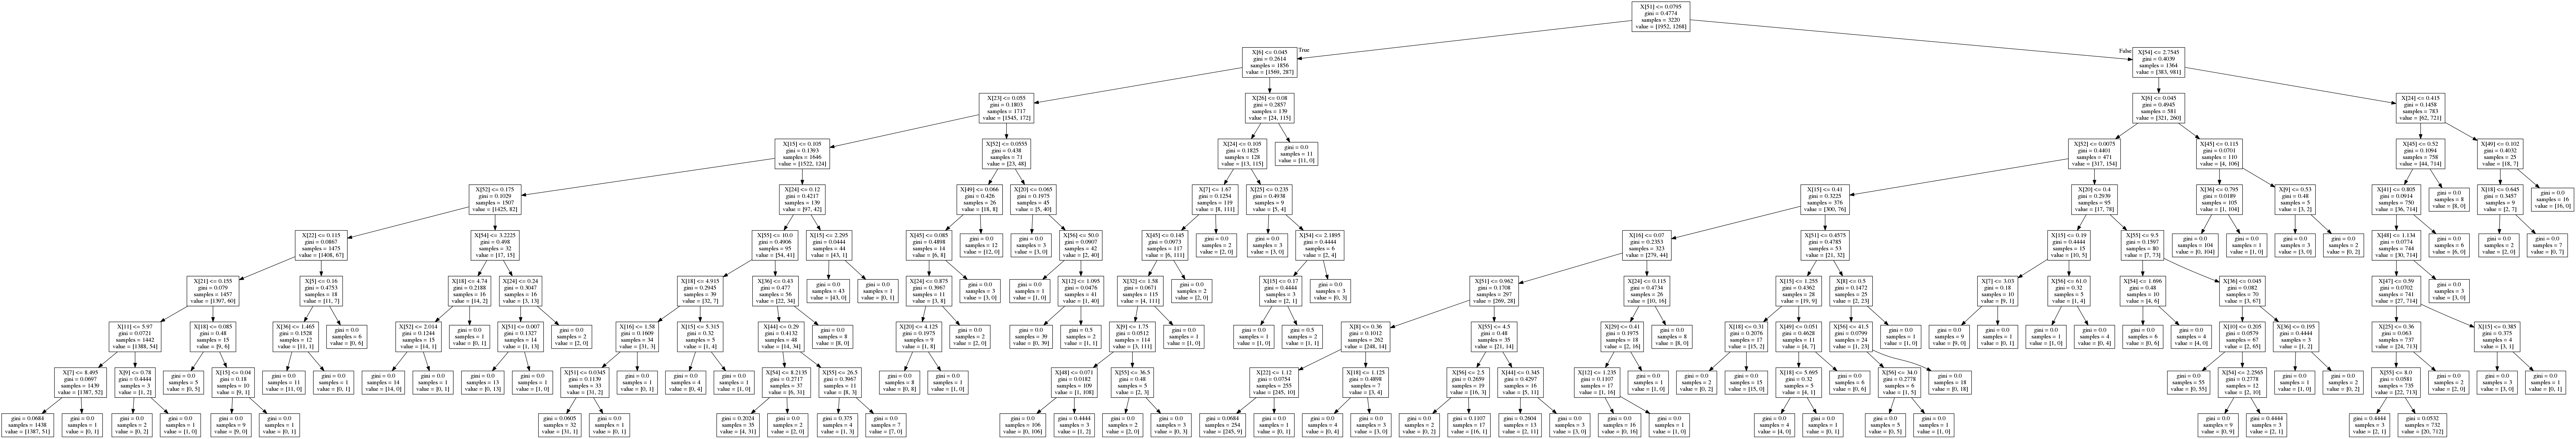 X[51] <= 0.0795
gini = 0.4774
samples = 3220
value = [1952, 1268]
True
False
X[6] <= 0.045
gini = 0.2614
samples = 1856
value = [1569, 287]
X[54] <= 2.7545
gini = 0.4039
samples = 1364
value = [383, 981]
X[23] <= 0.055
gini = 0.1803
samples = 1717
value = [1545, 172]
X[26] <= 0.08
gini = 0.2857
samples = 139
value = [24, 115]
X[6] <= 0.045
gini = 0.4945
samples = 581
value = [321, 260]
X[24] <= 0.415
gini = 0.1458
samples = 783
value = [62, 721]
X[15] <= 0.105
gini = 0.1393
samples = 1646
value = [1522, 124]
X[52] <= 0.0555
gini = 0.438
samples = 71
value = [23, 48]
X[24] <= 0.105
gini = 0.1825
samples = 128
value = [13, 115]
gini = 0.0
samples = 11
value = [11, 0]
X[52] <= 0.0075
gini = 0.4401
samples = 471
value = [317, 154]
X[45] <= 0.115
gini = 0.0701
samples = 110
value = [4, 106]
X[45] <= 0.52
gini = 0.1094
samples = 758
value = [44, 714]
X[49] <= 0.102
gini = 0.4032
samples = 25
value = [18, 7]
X[52] <= 0.175
gini = 0.1029
samples = 1507
value = [1425, 82]
X[24] <= 0.12
gini = 0.4217
samples = 139
value = [97, 42]
X[49] <= 0.066
gini = 0.426
samples = 26
value = [18, 8]
X[20] <= 0.065
gini = 0.1975
samples = 45
value = [5, 40]
X[7] <= 1.67
gini = 0.1254
samples = 119
value = [8, 111]
X[25] <= 0.235
gini = 0.4938
samples = 9
value = [5, 4]
X[15] <= 0.41
gini = 0.3225
samples = 376
value = [300, 76]
X[20] <= 0.4
gini = 0.2939
samples = 95
value = [17, 78]
X[36] <= 0.795
gini = 0.0189
samples = 105
value = [1, 104]
X[9] <= 0.53
gini = 0.48
samples = 5
value = [3, 2]
X[41] <= 0.805
gini = 0.0914
samples = 750
value = [36, 714]
gini = 0.0
samples = 8
value = [8, 0]
X[18] <= 0.645
gini = 0.3457
samples = 9
value = [2, 7]
gini = 0.0
samples = 16
value = [16, 0]
X[22] <= 0.115
gini = 0.0867
samples = 1475
value = [1408, 67]
X[54] <= 3.2225
gini = 0.498
samples = 32
value = [17, 15]
X[55] <= 10.0
gini = 0.4906
samples = 95
value = [54, 41]
X[15] <= 2.295
gini = 0.0444
samples = 44
value = [43, 1]
X[45] <= 0.085
gini = 0.4898
samples = 14
value = [6, 8]
gini = 0.0
samples = 12
value = [12, 0]
gini = 0.0
samples = 3
value = [3, 0]
X[56] <= 50.0
gini = 0.0907
samples = 42
value = [2, 40]
X[45] <= 0.145
gini = 0.0973
samples = 117
value = [6, 111]
gini = 0.0
samples = 2
value = [2, 0]
gini = 0.0
samples = 3
value = [3, 0]
X[54] <= 2.1895
gini = 0.4444
samples = 6
value = [2, 4]
X[16] <= 0.07
gini = 0.2353
samples = 323
value = [279, 44]
X[51] <= 0.4575
gini = 0.4785
samples = 53
value = [21, 32]
X[15] <= 0.19
gini = 0.4444
samples = 15
value = [10, 5]
X[55] <= 9.5
gini = 0.1597
samples = 80
value = [7, 73]
gini = 0.0
samples = 104
value = [0, 104]
gini = 0.0
samples = 1
value = [1, 0]
gini = 0.0
samples = 3
value = [3, 0]
gini = 0.0
samples = 2
value = [0, 2]
X[48] <= 1.134
gini = 0.0774
samples = 744
value = [30, 714]
gini = 0.0
samples = 6
value = [6, 0]
gini = 0.0
samples = 2
value = [2, 0]
gini = 0.0
samples = 7
value = [0, 7]
X[21] <= 0.155
gini = 0.079
samples = 1457
value = [1397, 60]
X[5] <= 0.16
gini = 0.4753
samples = 18
value = [11, 7]
X[18] <= 4.74
gini = 0.2188
samples = 16
value = [14, 2]
X[24] <= 0.24
gini = 0.3047
samples = 16
value = [3, 13]
X[18] <= 4.915
gini = 0.2945
samples = 39
value = [32, 7]
X[36] <= 0.43
gini = 0.477
samples = 56
value = [22, 34]
gini = 0.0
samples = 43
value = [43, 0]
gini = 0.0
samples = 1
value = [0, 1]
X[24] <= 0.875
gini = 0.3967
samples = 11
value = [3, 8]
gini = 0.0
samples = 3
value = [3, 0]
gini = 0.0
samples = 1
value = [1, 0]
X[12] <= 1.095
gini = 0.0476
samples = 41
value = [1, 40]
X[32] <= 1.58
gini = 0.0671
samples = 115
value = [4, 111]
gini = 0.0
samples = 2
value = [2, 0]
X[15] <= 0.17
gini = 0.4444
samples = 3
value = [2, 1]
gini = 0.0
samples = 3
value = [0, 3]
X[51] <= 0.962
gini = 0.1708
samples = 297
value = [269, 28]
X[24] <= 0.115
gini = 0.4734
samples = 26
value = [10, 16]
X[15] <= 1.255
gini = 0.4362
samples = 28
value = [19, 9]
X[8] <= 0.5
gini = 0.1472
samples = 25
value = [2, 23]
X[7] <= 3.03
gini = 0.18
samples = 10
value = [9, 1]
X[56] <= 61.0
gini = 0.32
samples = 5
value = [1, 4]
X[54] <= 1.696
gini = 0.48
samples = 10
value = [4, 6]
X[36] <= 0.045
gini = 0.082
samples = 70
value = [3, 67]
X[47] <= 0.59
gini = 0.0702
samples = 741
value = [27, 714]
gini = 0.0
samples = 3
value = [3, 0]
X[11] <= 5.97
gini = 0.0721
samples = 1442
value = [1388, 54]
X[18] <= 0.085
gini = 0.48
samples = 15
value = [9, 6]
X[36] <= 1.465
gini = 0.1528
samples = 12
value = [11, 1]
gini = 0.0
samples = 6
value = [0, 6]
X[52] <= 2.014
gini = 0.1244
samples = 15
value = [14, 1]
gini = 0.0
samples = 1
value = [0, 1]
X[51] <= 0.007
gini = 0.1327
samples = 14
value = [1, 13]
gini = 0.0
samples = 2
value = [2, 0]
X[16] <= 1.58
gini = 0.1609
samples = 34
value = [31, 3]
X[15] <= 5.315
gini = 0.32
samples = 5
value = [1, 4]
X[44] <= 0.29
gini = 0.4132
samples = 48
value = [14, 34]
gini = 0.0
samples = 8
value = [8, 0]
X[20] <= 4.125
gini = 0.1975
samples = 9
value = [1, 8]
gini = 0.0
samples = 2
value = [2, 0]
gini = 0.0
samples = 39
value = [0, 39]
gini = 0.5
samples = 2
value = [1, 1]
X[9] <= 1.75
gini = 0.0512
samples = 114
value = [3, 111]
gini = 0.0
samples = 1
value = [1, 0]
gini = 0.0
samples = 1
value = [1, 0]
gini = 0.5
samples = 2
value = [1, 1]
X[8] <= 0.36
gini = 0.1012
samples = 262
value = [248, 14]
X[55] <= 4.5
gini = 0.48
samples = 35
value = [21, 14]
X[29] <= 0.41
gini = 0.1975
samples = 18
value = [2, 16]
gini = 0.0
samples = 8
value = [8, 0]
X[18] <= 0.31
gini = 0.2076
samples = 17
value = [15, 2]
X[49] <= 0.051
gini = 0.4628
samples = 11
value = [4, 7]
X[56] <= 41.5
gini = 0.0799
samples = 24
value = [1, 23]
gini = 0.0
samples = 1
value = [1, 0]
gini = 0.0
samples = 9
value = [9, 0]
gini = 0.0
samples = 1
value = [0, 1]
gini = 0.0
samples = 1
value = [1, 0]
gini = 0.0
samples = 4
value = [0, 4]
gini = 0.0
samples = 6
value = [0, 6]
gini = 0.0
samples = 4
value = [4, 0]
X[10] <= 0.205
gini = 0.0579
samples = 67
value = [2, 65]
X[36] <= 0.195
gini = 0.4444
samples = 3
value = [1, 2]
X[25] <= 0.36
gini = 0.063
samples = 737
value = [24, 713]
X[15] <= 0.385
gini = 0.375
samples = 4
value = [3, 1]
X[7] <= 8.495
gini = 0.0697
samples = 1439
value = [1387, 52]
X[9] <= 0.78
gini = 0.4444
samples = 3
value = [1, 2]
gini = 0.0
samples = 5
value = [0, 5]
X[15] <= 0.04
gini = 0.18
samples = 10
value = [9, 1]
gini = 0.0
samples = 11
value = [11, 0]
gini = 0.0
samples = 1
value = [0, 1]
gini = 0.0
samples = 14
value = [14, 0]
gini = 0.0
samples = 1
value = [0, 1]
gini = 0.0
samples = 13
value = [0, 13]
gini = 0.0
samples = 1
value = [1, 0]
X[51] <= 0.0345
gini = 0.1139
samples = 33
value = [31, 2]
gini = 0.0
samples = 1
value = [0, 1]
gini = 0.0
samples = 4
value = [0, 4]
gini = 0.0
samples = 1
value = [1, 0]
X[54] <= 8.2135
gini = 0.2717
samples = 37
value = [6, 31]
X[55] <= 26.5
gini = 0.3967
samples = 11
value = [8, 3]
gini = 0.0
samples = 8
value = [0, 8]
gini = 0.0
samples = 1
value = [1, 0]
X[48] <= 0.071
gini = 0.0182
samples = 109
value = [1, 108]
X[55] <= 36.5
gini = 0.48
samples = 5
value = [2, 3]
X[22] <= 1.12
gini = 0.0754
samples = 255
value = [245, 10]
X[18] <= 1.125
gini = 0.4898
samples = 7
value = [3, 4]
X[56] <= 2.5
gini = 0.2659
samples = 19
value = [16, 3]
X[44] <= 0.345
gini = 0.4297
samples = 16
value = [5, 11]
X[12] <= 1.235
gini = 0.1107
samples = 17
value = [1, 16]
gini = 0.0
samples = 1
value = [1, 0]
gini = 0.0
samples = 2
value = [0, 2]
gini = 0.0
samples = 15
value = [15, 0]
X[18] <= 5.695
gini = 0.32
samples = 5
value = [4, 1]
gini = 0.0
samples = 6
value = [0, 6]
X[56] <= 34.0
gini = 0.2778
samples = 6
value = [1, 5]
gini = 0.0
samples = 18
value = [0, 18]
gini = 0.0
samples = 55
value = [0, 55]
X[54] <= 2.2565
gini = 0.2778
samples = 12
value = [2, 10]
gini = 0.0
samples = 1
value = [1, 0]
gini = 0.0
samples = 2
value = [0, 2]
X[55] <= 8.0
gini = 0.0581
samples = 735
value = [22, 713]
gini = 0.0
samples = 2
value = [2, 0]
gini = 0.0
samples = 3
value = [3, 0]
gini = 0.0
samples = 1
value = [0, 1]
gini = 0.0684
samples = 1438
value = [1387, 51]
gini = 0.0
samples = 1
value = [0, 1]
gini = 0.0
samples = 2
value = [0, 2]
gini = 0.0
samples = 1
value = [1, 0]
gini = 0.0
samples = 9
value = [9, 0]
gini = 0.0
samples = 1
value = [0, 1]
gini = 0.0605
samples = 32
value = [31, 1]
gini = 0.0
samples = 1
value = [0, 1]
gini = 0.2024
samples = 35
value = [4, 31]
gini = 0.0
samples = 2
value = [2, 0]
gini = 0.375
samples = 4
value = [1, 3]
gini = 0.0
samples = 7
value = [7, 0]
gini = 0.0
samples = 106
value = [0, 106]
gini = 0.4444
samples = 3
value = [1, 2]
gini = 0.0
samples = 2
value = [2, 0]
gini = 0.0
samples = 3
value = [0, 3]
gini = 0.0684
samples = 254
value = [245, 9]
gini = 0.0
samples = 1
value = [0, 1]
gini = 0.0
samples = 4
value = [0, 4]
gini = 0.0
samples = 3
value = [3, 0]
gini = 0.0
samples = 2
value = [0, 2]
gini = 0.1107
samples = 17
value = [16, 1]
gini = 0.2604
samples = 13
value = [2, 11]
gini = 0.0
samples = 3
value = [3, 0]
gini = 0.0
samples = 16
value = [0, 16]
gini = 0.0
samples = 1
value = [1, 0]
gini = 0.0
samples = 4
value = [4, 0]
gini = 0.0
samples = 1
value = [0, 1]
gini = 0.0
samples = 5
value = [0, 5]
gini = 0.0
samples = 1
value = [1, 0]
gini = 0.0
samples = 9
value = [0, 9]
gini = 0.4444
samples = 3
value = [2, 1]
gini = 0.4444
samples = 3
value = [2, 1]
gini = 0.0532
samples = 732
value = [20, 712]